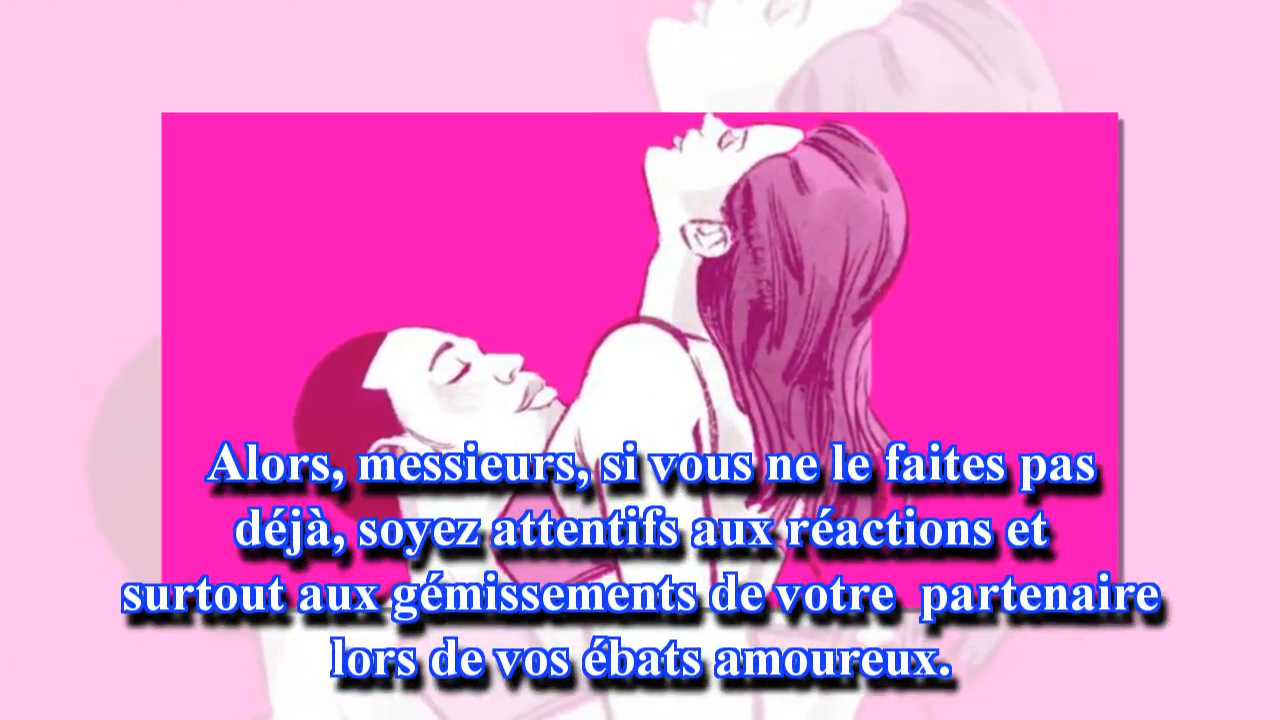 Alors, messieurs, si vous ne le faites pas
déjà, soyez attentifs aux réactions et
surtout aux gémissements de votre  partenaire
lors de vos ébats amoureux.